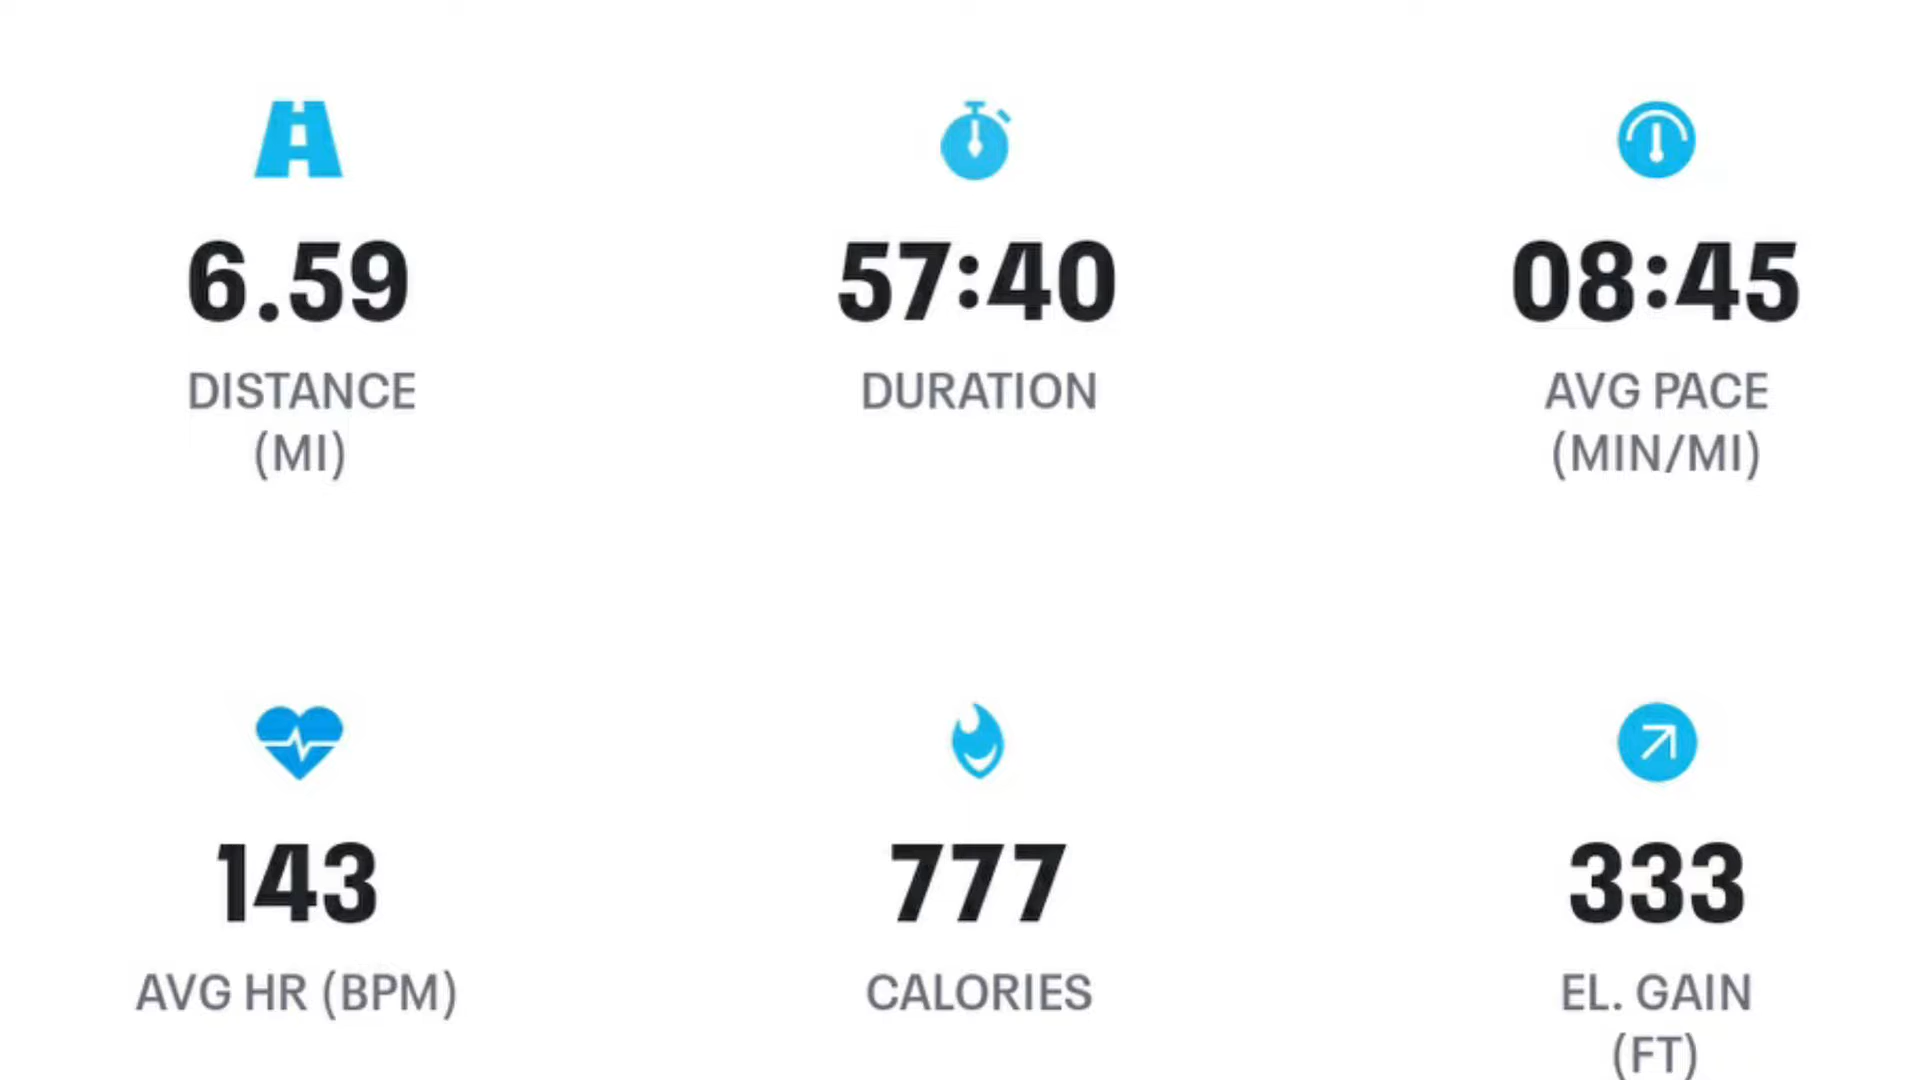 6.59
DISTANCE
(MI)
57:40
DURATION
08:45
AVG PACE
(MIN/MI)
143
AVG HR (BPM)
777
CALORIES
333
EL. GAIN
(FT)